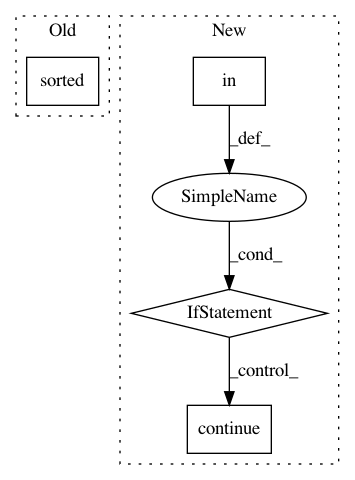 Old
New
sorted
in
_def_
SimpleName
_cond_
IfStatement
_control_
continue